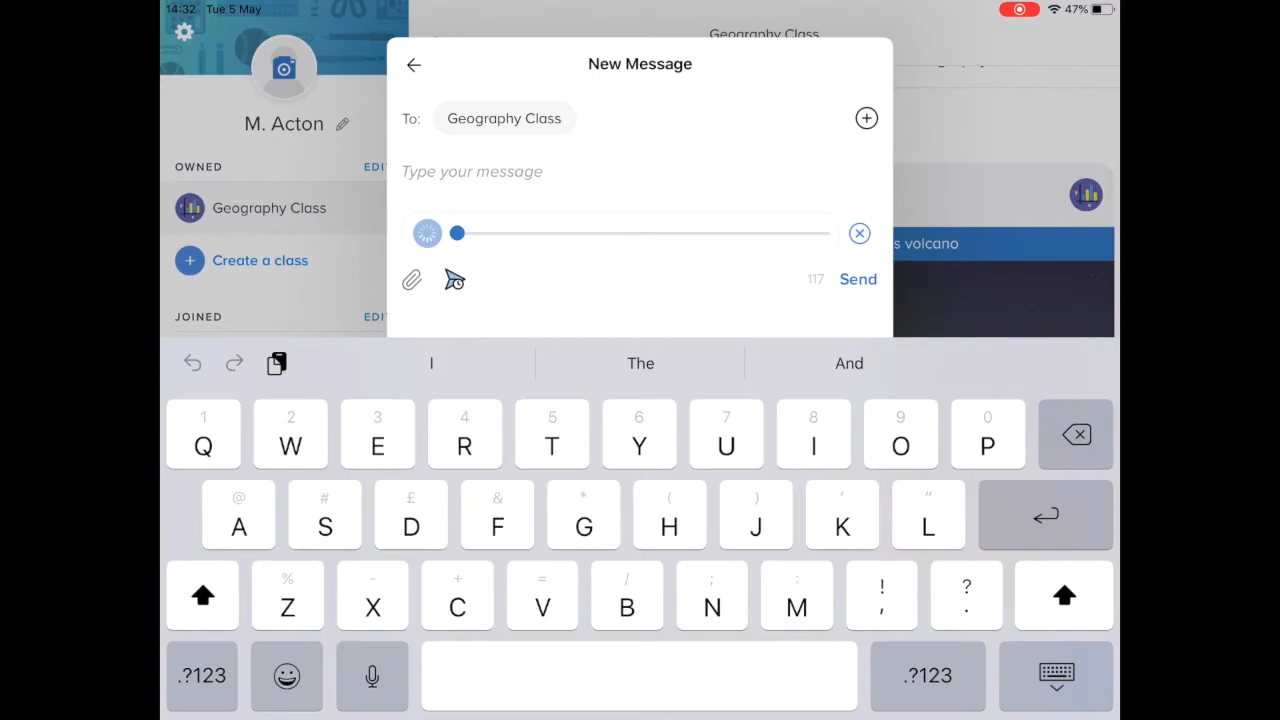 14:32 Tue 5 May
47%
Geography Class
New Message
To: Geography Class
M. Acton
Type your message
OWNED
EDI
Geography Class
s volcano
Create a class
117 Send
JOINED
EDI
I The And
1 2 3 4 5 6 7 8 9 0
Q W E R T Y U I O P
@ # £ & * ( ) ' "
A S D F G H J K L
% - + = / ; : ! ?
Z X C V B N M , .
.?123 .?123